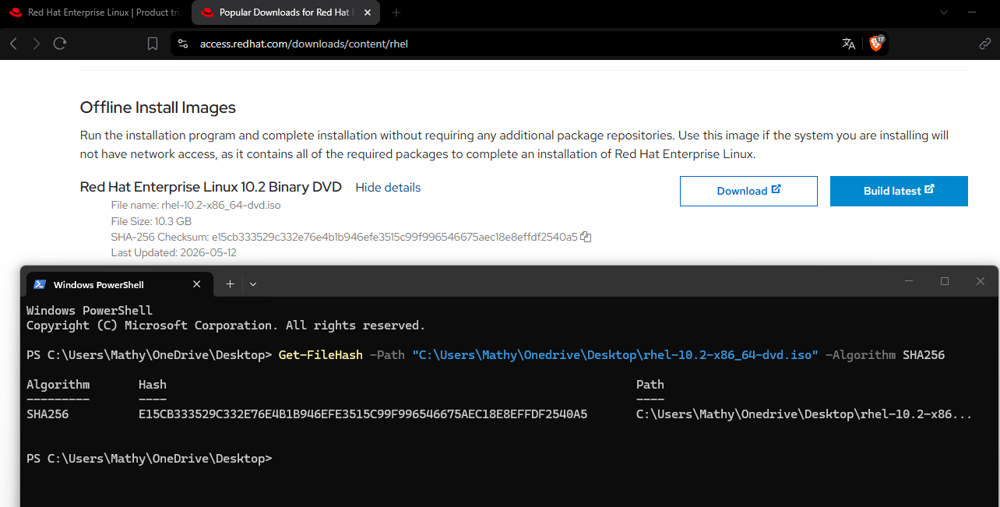 Red Hat Enterprise Linux | Product tri
Popular Downloads for Red Hat E
access.redhat.com/downloads/content/rhel
17
Offline Install Images
Run the installation program and complete installation without requiring any additional package repositories. Use this image if the system you are installing will
not have network access, as it contains all of the required packages to complete an installation of Red Hat Enterprise Linux.
Red Hat Enterprise Linux 10.2 Binary DVD Hide details
Download
Build latest
File name: rhel-10.2-x86_64-dvd.iso
File Size: 10.3 GB
SHA-256 Checksum: e15cb333529c332e76e4b1b946efe3515c99f996546675aec18e8effdf2540a5
Last Updated: 2026-05-12
Windows PowerShell
Windows PowerShell
Copyright (C) Microsoft Corporation. All rights reserved.
PS C:\Users\Mathy\OneDrive\Desktop> Get-FileHash -Path "C:\Users\Mathy\Onedrive\Desktop\rhel-10.2-x86_64-dvd.iso" -Algorithm SHA256
Algorithm Hash Path
--------- ---- ----
SHA256 E15CB333529C332E76E4B1B946EFE3515C99F996546675AEC18E8EFFDF2540A5 C:\Users\Mathy\Onedrive\Desktop\rhel-10.2-x86...
PS C:\Users\Mathy\OneDrive\Desktop>